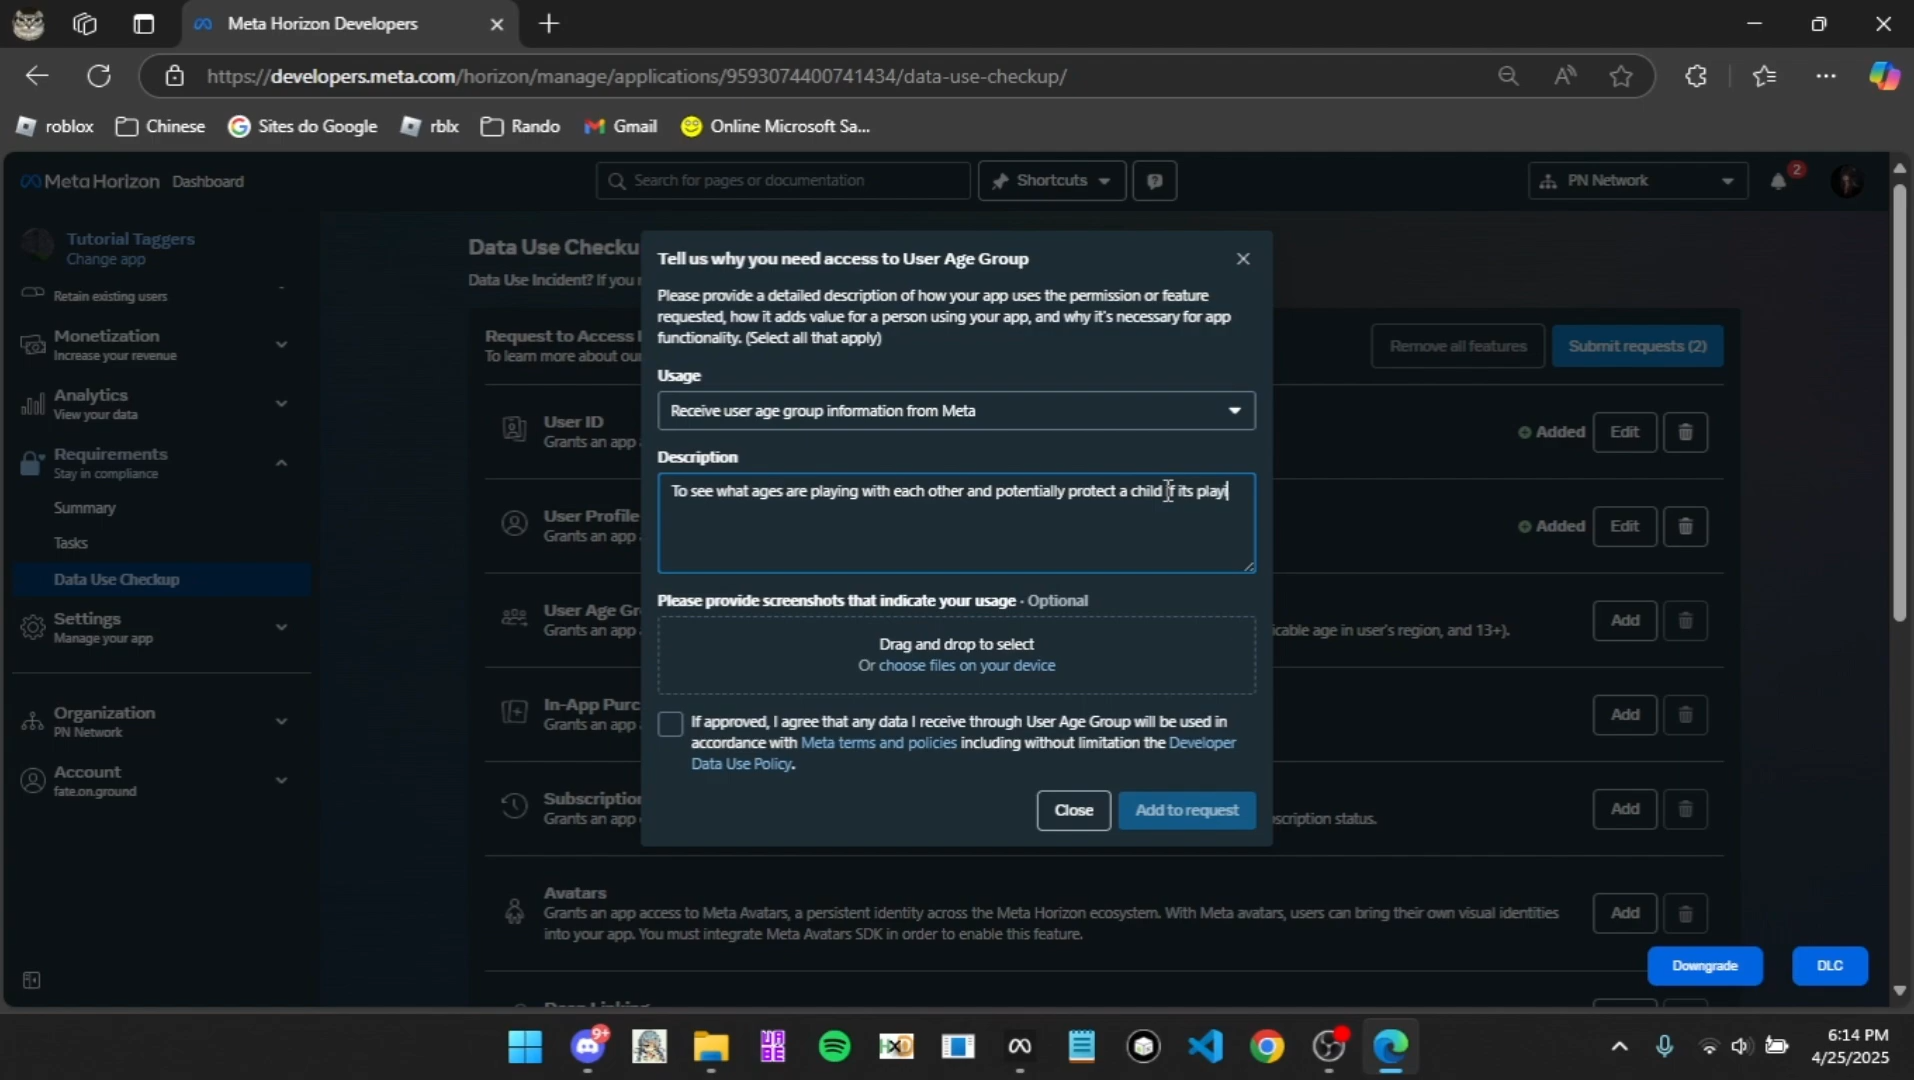 Meta Horizon Developers
https://developers.meta.com/horizon/manage/applications/9593074400741434/data-use-checkup/
roblox
Chinese
Sites do Google
rblx
Rando
Gmail
Online Microsoft Sa...
Meta Horizon Dashboard
Search for pages or documentation
Shortcuts
PN Network
2
Tutorial Taggers
Change app
Retain existing users
Monetization
Increase your revenue
Analytics
View your data
Requirements
Stay in compliance
Summary
Tasks
Data Use Checkup
Settings
Manage your app
Organization
PN Network
Account
fate.on.ground
Data Use Checku
Data Use Incident? If you
Request to Access
To learn more about our
Remove all features
Submit requests (2)
User ID
Grants an app
Added
Edit
User Profile
Grants an app
Added
Edit
User Age Gr
Grants an app
icable age in user's region, and 13+).
Add
In-App Purc
Grants an app
Add
Subscription
Grants an app
scription status.
Add
Avatars
Grants an app access to Meta Avatars, a persistent identity across the Meta Horizon ecosystem. With Meta avatars, users can bring their own visual identities
into your app. You must integrate Meta Avatars SDK in order to enable this feature.
Add
Tell us why you need access to User Age Group
Please provide a detailed description of how your app uses the permission or feature
requested, how it adds value for a person using your app, and why it's necessary for app
functionality. (Select all that apply)
Usage
Receive user age group information from Meta
Description
To see what ages are playing with each other and potentially protect a child if its playi
Please provide screenshots that indicate your usage · Optional
Drag and drop to select
Or choose files on your device
If approved, I agree that any data I receive through User Age Group will be used in
accordance with Meta terms and policies including without limitation the Developer
Data Use Policy.
Close
Add to request
Downgrade
DLC
9+
6:14 PM
4/25/2025